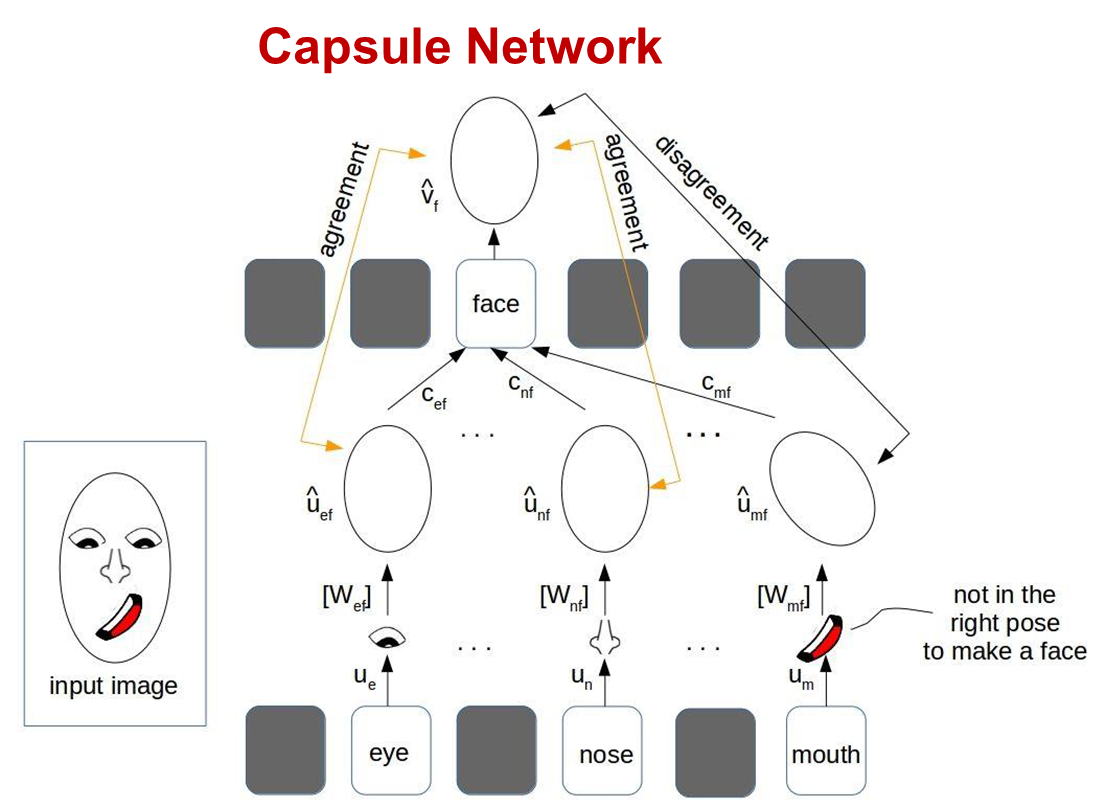 Capsule Network
agreement
agreement
disagreement
v̂f
face
cef
cnf
cmf
. . .
. . .
ûef
ûnf
ûmf
[Wef]
[Wnf]
[Wmf]
not in the
right pose
to make a face
. . .
. . .
ue
un
um
input image
eye
nose
mouth